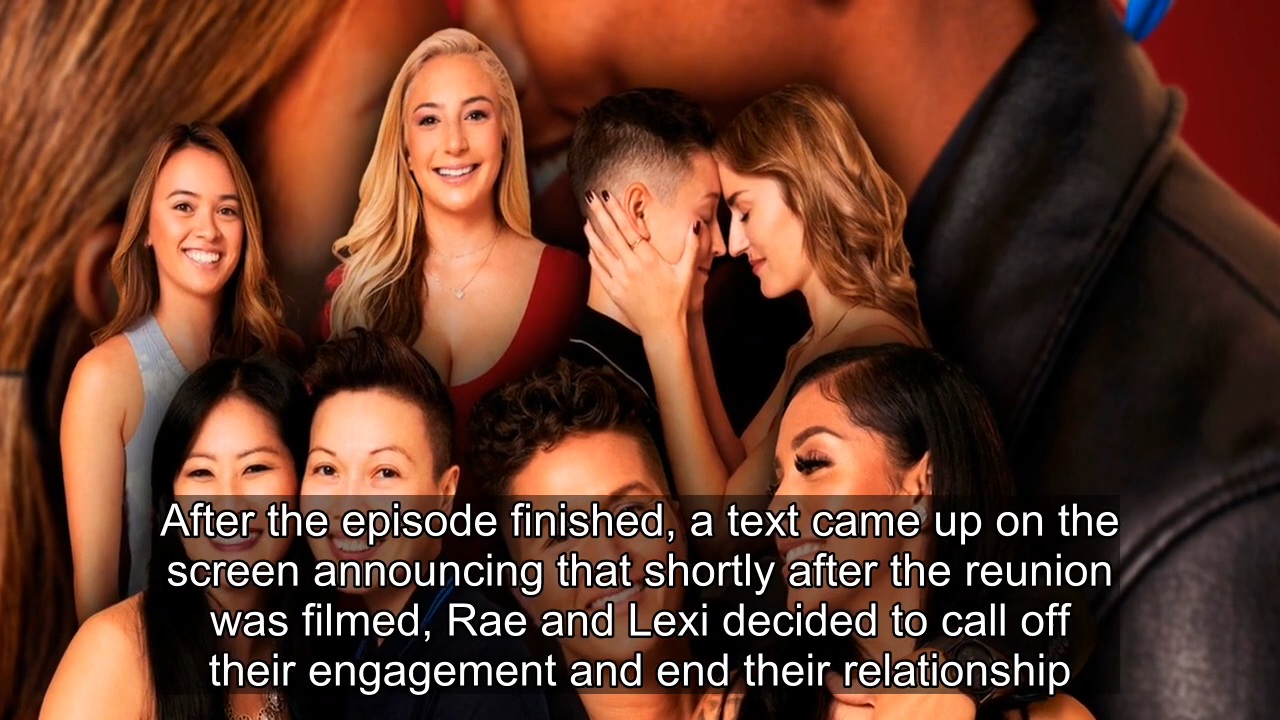 After the episode finished, a text came up on the
screen announcing that shortly after the reunion
was filmed, Rae and Lexi decided to call off
their engagement and end their relationship